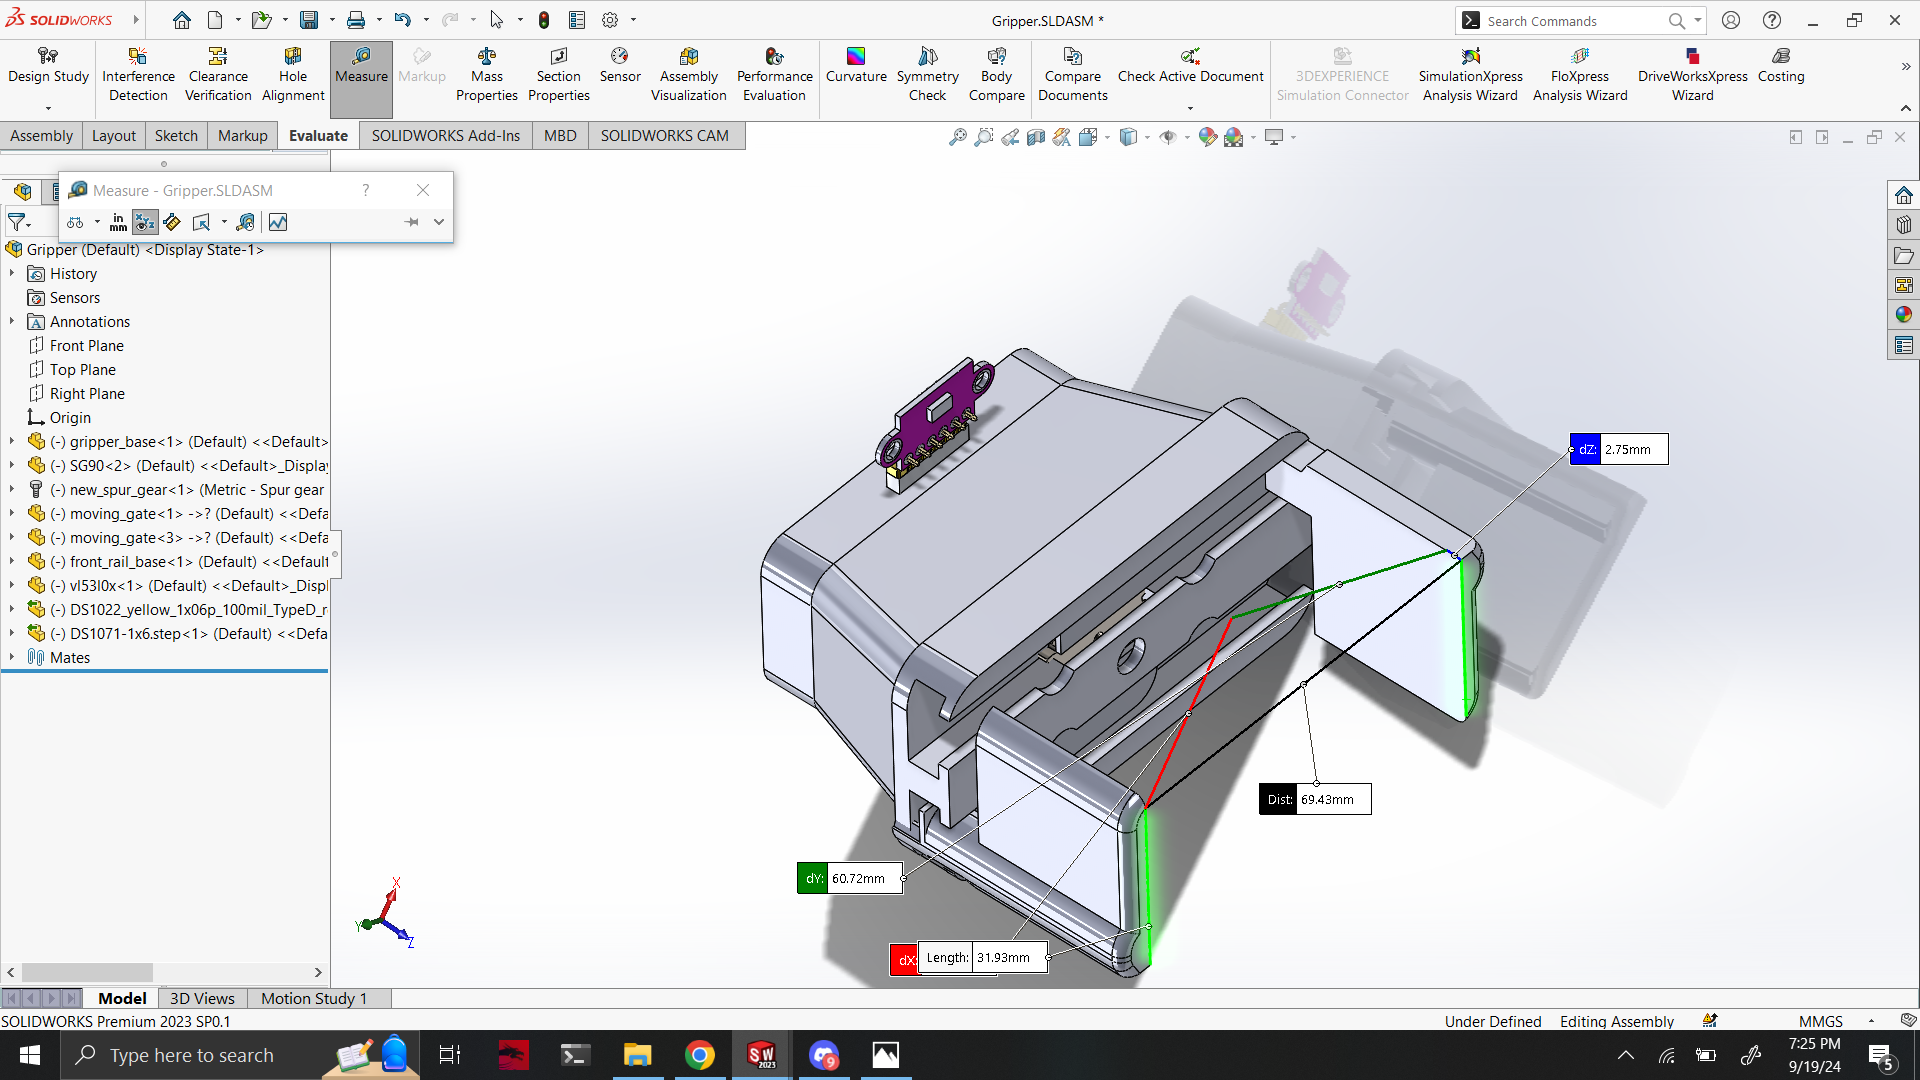 SOLIDWORKS
Gripper.SLDASM *
Search Commands
Design Study
Interference Detection
Clearance Verification
Hole Alignment
Measure
Markup
Mass Properties
Section Properties
Sensor
Assembly Visualization
Performance Evaluation
Curvature
Symmetry Check
Body Compare
Compare Documents
Check Active Document
3DEXPERIENCE Simulation Connector
SimulationXpress Analysis Wizard
FloXpress Analysis Wizard
DriveWorksXpress Wizard
Costing
Assembly
Layout
Sketch
Markup
Evaluate
SOLIDWORKS Add-Ins
MBD
SOLIDWORKS CAM
Measure - Gripper.SLDASM
?
in
mm
Gripper (Default) <Display State-1>
History
Sensors
Annotations
Front Plane
Top Plane
Right Plane
Origin
(-) gripper_base<1> (Default) <<Default>
(-) SG90<2> (Default) <<Default>_Display
(-) new_spur_gear<1> (Metric - Spur gear
(-) moving_gate<1> ->? (Default) <<Defa
(-) moving_gate<3> ->? (Default) <<Defa
(-) front_rail_base<1> (Default) <<Default
(-) vl53l0x<1> (Default) <<Default>_Displ
(-) DS1022_yellow_1x06p_100mil_TypeD_r
(-) DS1071-1x6.step<1> (Default) <<Defa
Mates
dZ: 2.75mm
Dist: 69.43mm
dY: 60.72mm
dX:
Length: 31.93mm
X
Y
Z
Model
3D Views
Motion Study 1
SOLIDWORKS Premium 2023 SP0.1
Under Defined
Editing Assembly
MMGS
Type here to search
SW
2023
9
7:25 PM
9/19/24
5